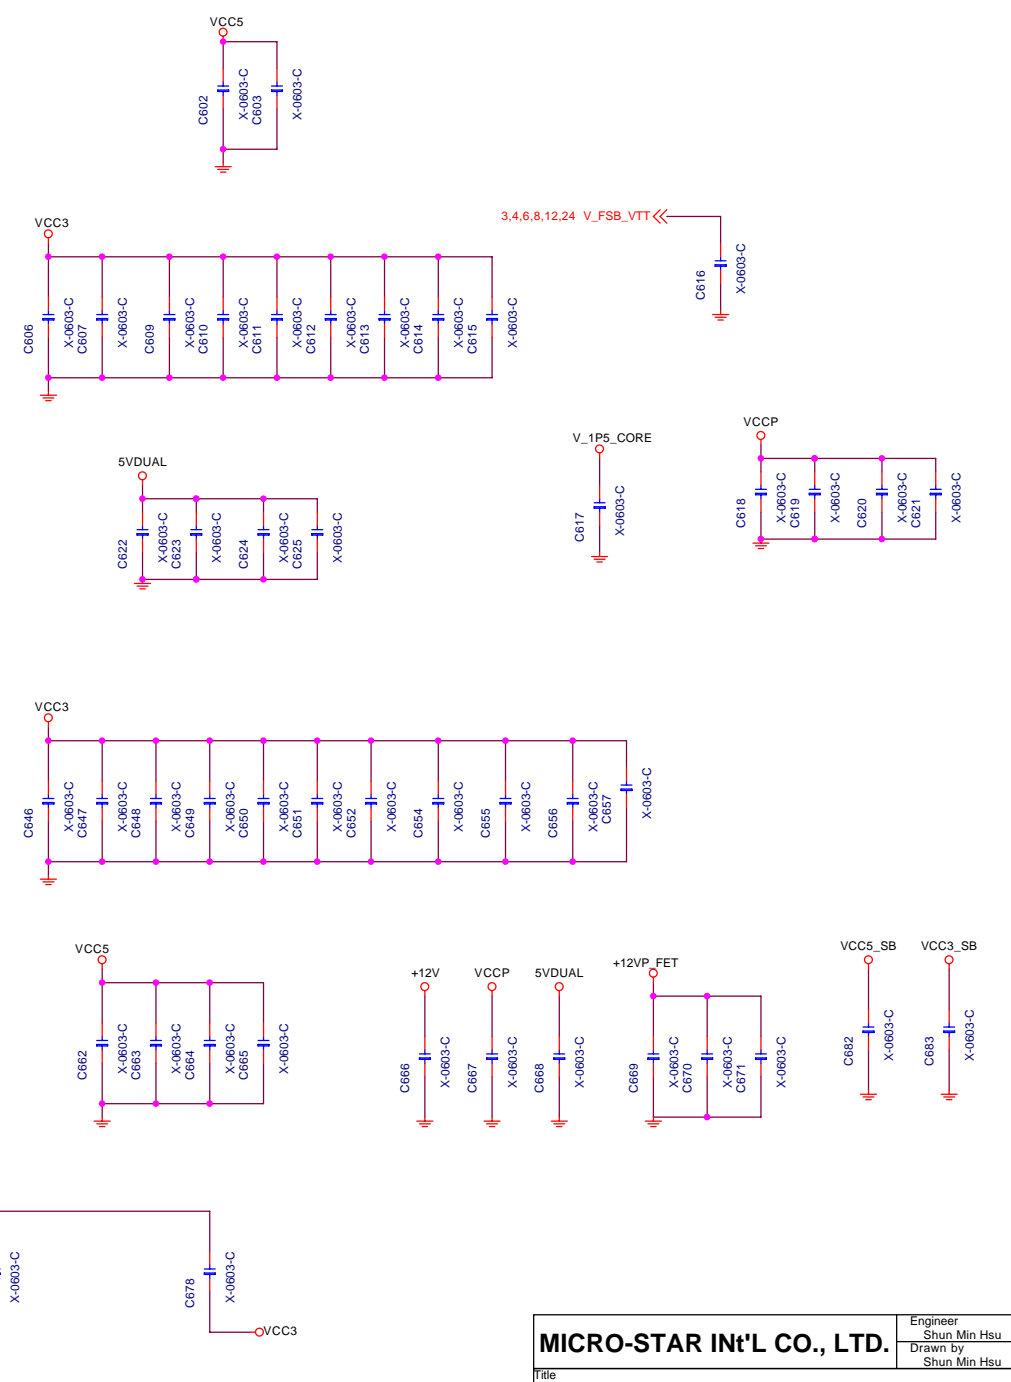 VCC5
C602
X-0603-C
C603
X-0603-C
VCC3
3,4,6,8,12,24 V_FSB_VTT
C606
X-0603-C
C607
X-0603-C
C609
X-0603-C
C610
X-0603-C
C611
X-0603-C
C612
X-0603-C
C613
X-0603-C
C614
X-0603-C
C615
X-0603-C
C616
X-0603-C
5VDUAL
C622
X-0603-C
C623
X-0603-C
C624
X-0603-C
C625
X-0603-C
V_1P5_CORE
C617
X-0603-C
VCCP
C618
X-0603-C
C619
X-0603-C
C620
X-0603-C
C621
X-0603-C
VCC3
C646
X-0603-C
C647
X-0603-C
C648
X-0603-C
C649
X-0603-C
C650
X-0603-C
C651
X-0603-C
C652
X-0603-C
C654
X-0603-C
C655
X-0603-C
C656
X-0603-C
C657
X-0603-C
VCC5
C662
X-0603-C
C663
X-0603-C
C664
X-0603-C
C665
X-0603-C
+12V
C666
X-0603-C
VCCP
C667
X-0603-C
5VDUAL
C668
X-0603-C
+12VP_FET
C669
X-0603-C
C670
X-0603-C
C671
X-0603-C
VCC5_SB
C682
X-0603-C
VCC3_SB
C683
X-0603-C
X-0603-C
C678
X-0603-C
VCC3
MICRO-STAR INt'L CO., LTD.
Engineer
Shun Min Hsu
Drawn by
Shun Min Hsu
Title